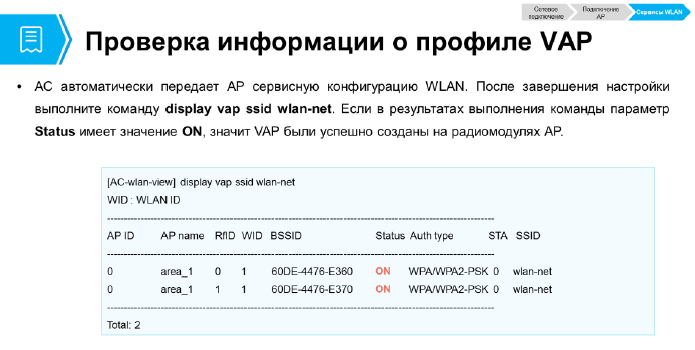 Сетевое
подключение
Подключение
AP
Сервисы WLAN
Проверка информации о профиле VAP
• AC автоматически передает AP сервисную конфигурацию WLAN. После завершения настройки
выполните команду display vap ssid wlan-net. Если в результатах выполнения команды параметр
Status имеет значение ON, значит VAP были успешно созданы на радиомодулях AP.
[AC-wlan-view] display vap ssid wlan-net
WID : WLAN ID
--------------------------------------------------------------------------------
AP ID AP name RfID WID BSSID Status Auth type STA SSID
--------------------------------------------------------------------------------
0 area_1 0 1 60DE-4476-E360 ON WPA/WPA2-PSK 0 wlan-net
0 area_1 1 1 60DE-4476-E370 ON WPA/WPA2-PSK 0 wlan-net
--------------------------------------------------------------------------------
Total: 2